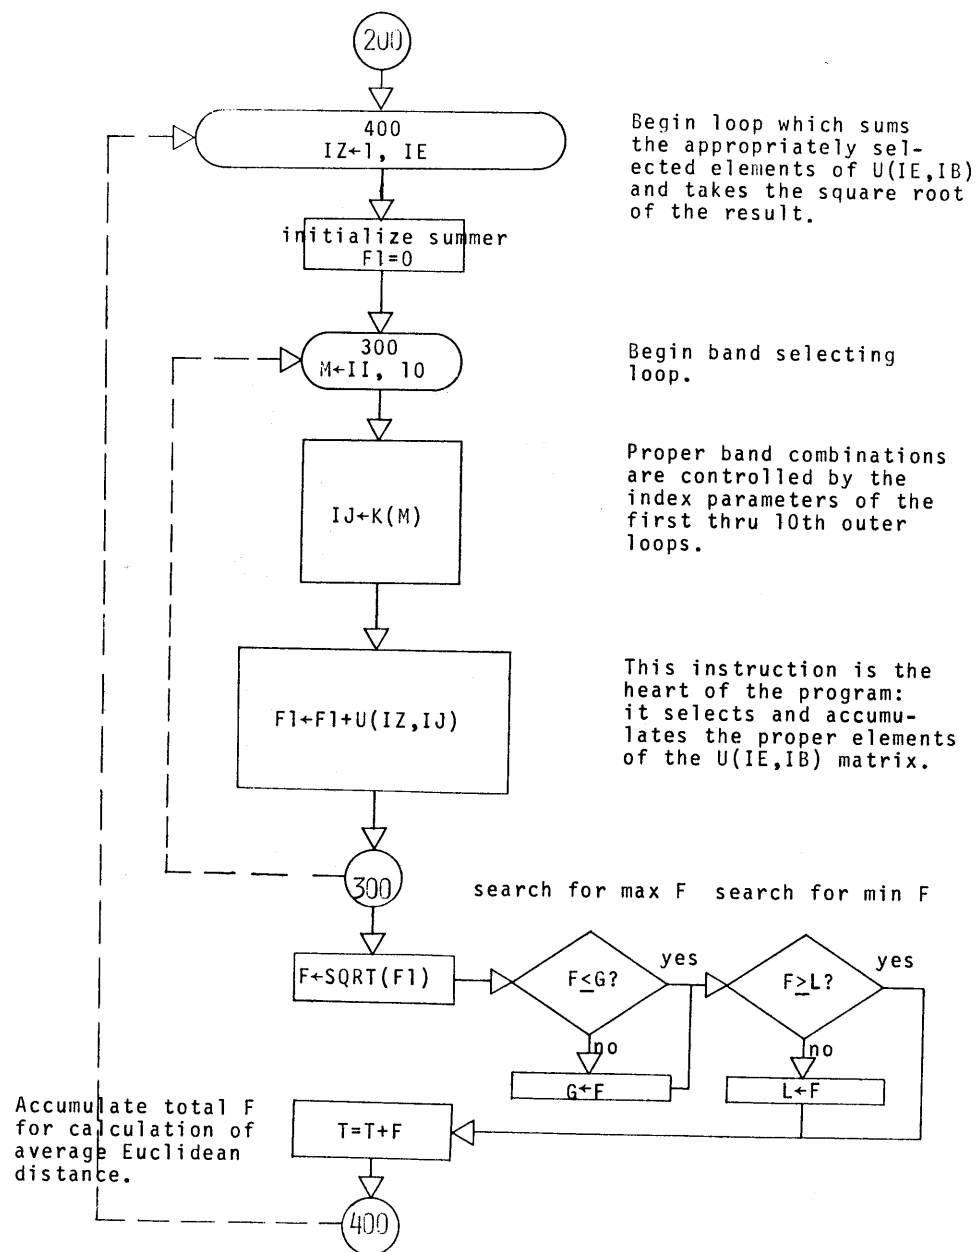 200
400
IZ←1, IE
Begin loop which sums
the appropriately sel-
ected elements of U(IE,IB)
and takes the square root
of the result.
initialize summer
F1=0
300
M←II, 10
Begin band selecting
loop.
IJ←K(M)
Proper band combinations
are controlled by the
index parameters of the
first thru 10th outer
loops.
F1←F1+U(IZ,IJ)
This instruction is the
heart of the program:
it selects and accumu-
lates the proper elements
of the U(IE,IB) matrix.
300
search for max F
search for min F
F←SQRT(F1)
F≤G?
yes
no
G←F
F≥L?
yes
no
L←F
Accumulate total F
for calculation of
average Euclidean
distance.
T=T+F
400